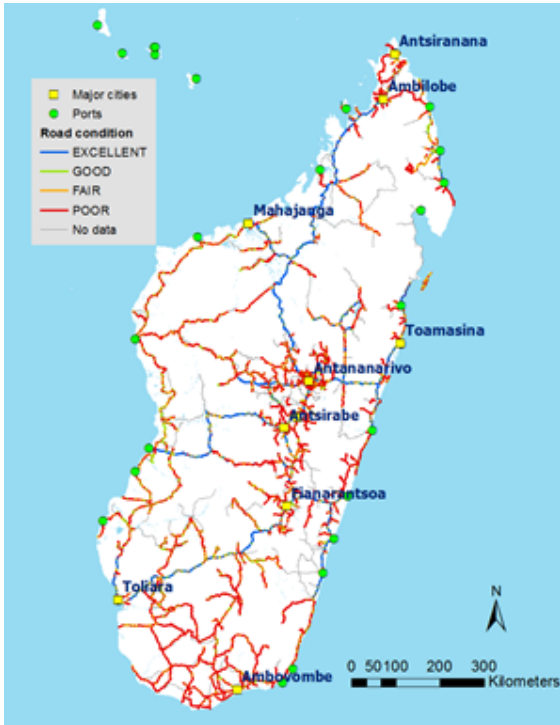 Antsiranana
Ambilobe
Major cities
Ports
Road condition
EXCELLENT
GOOD
FAIR
POOR
No data
Mahajanga
Toamasina
Antananarivo
Antsirabe
Fianarantsoa
Toliara
Ambovombe
N
0 50 100 200 300
Kilometers